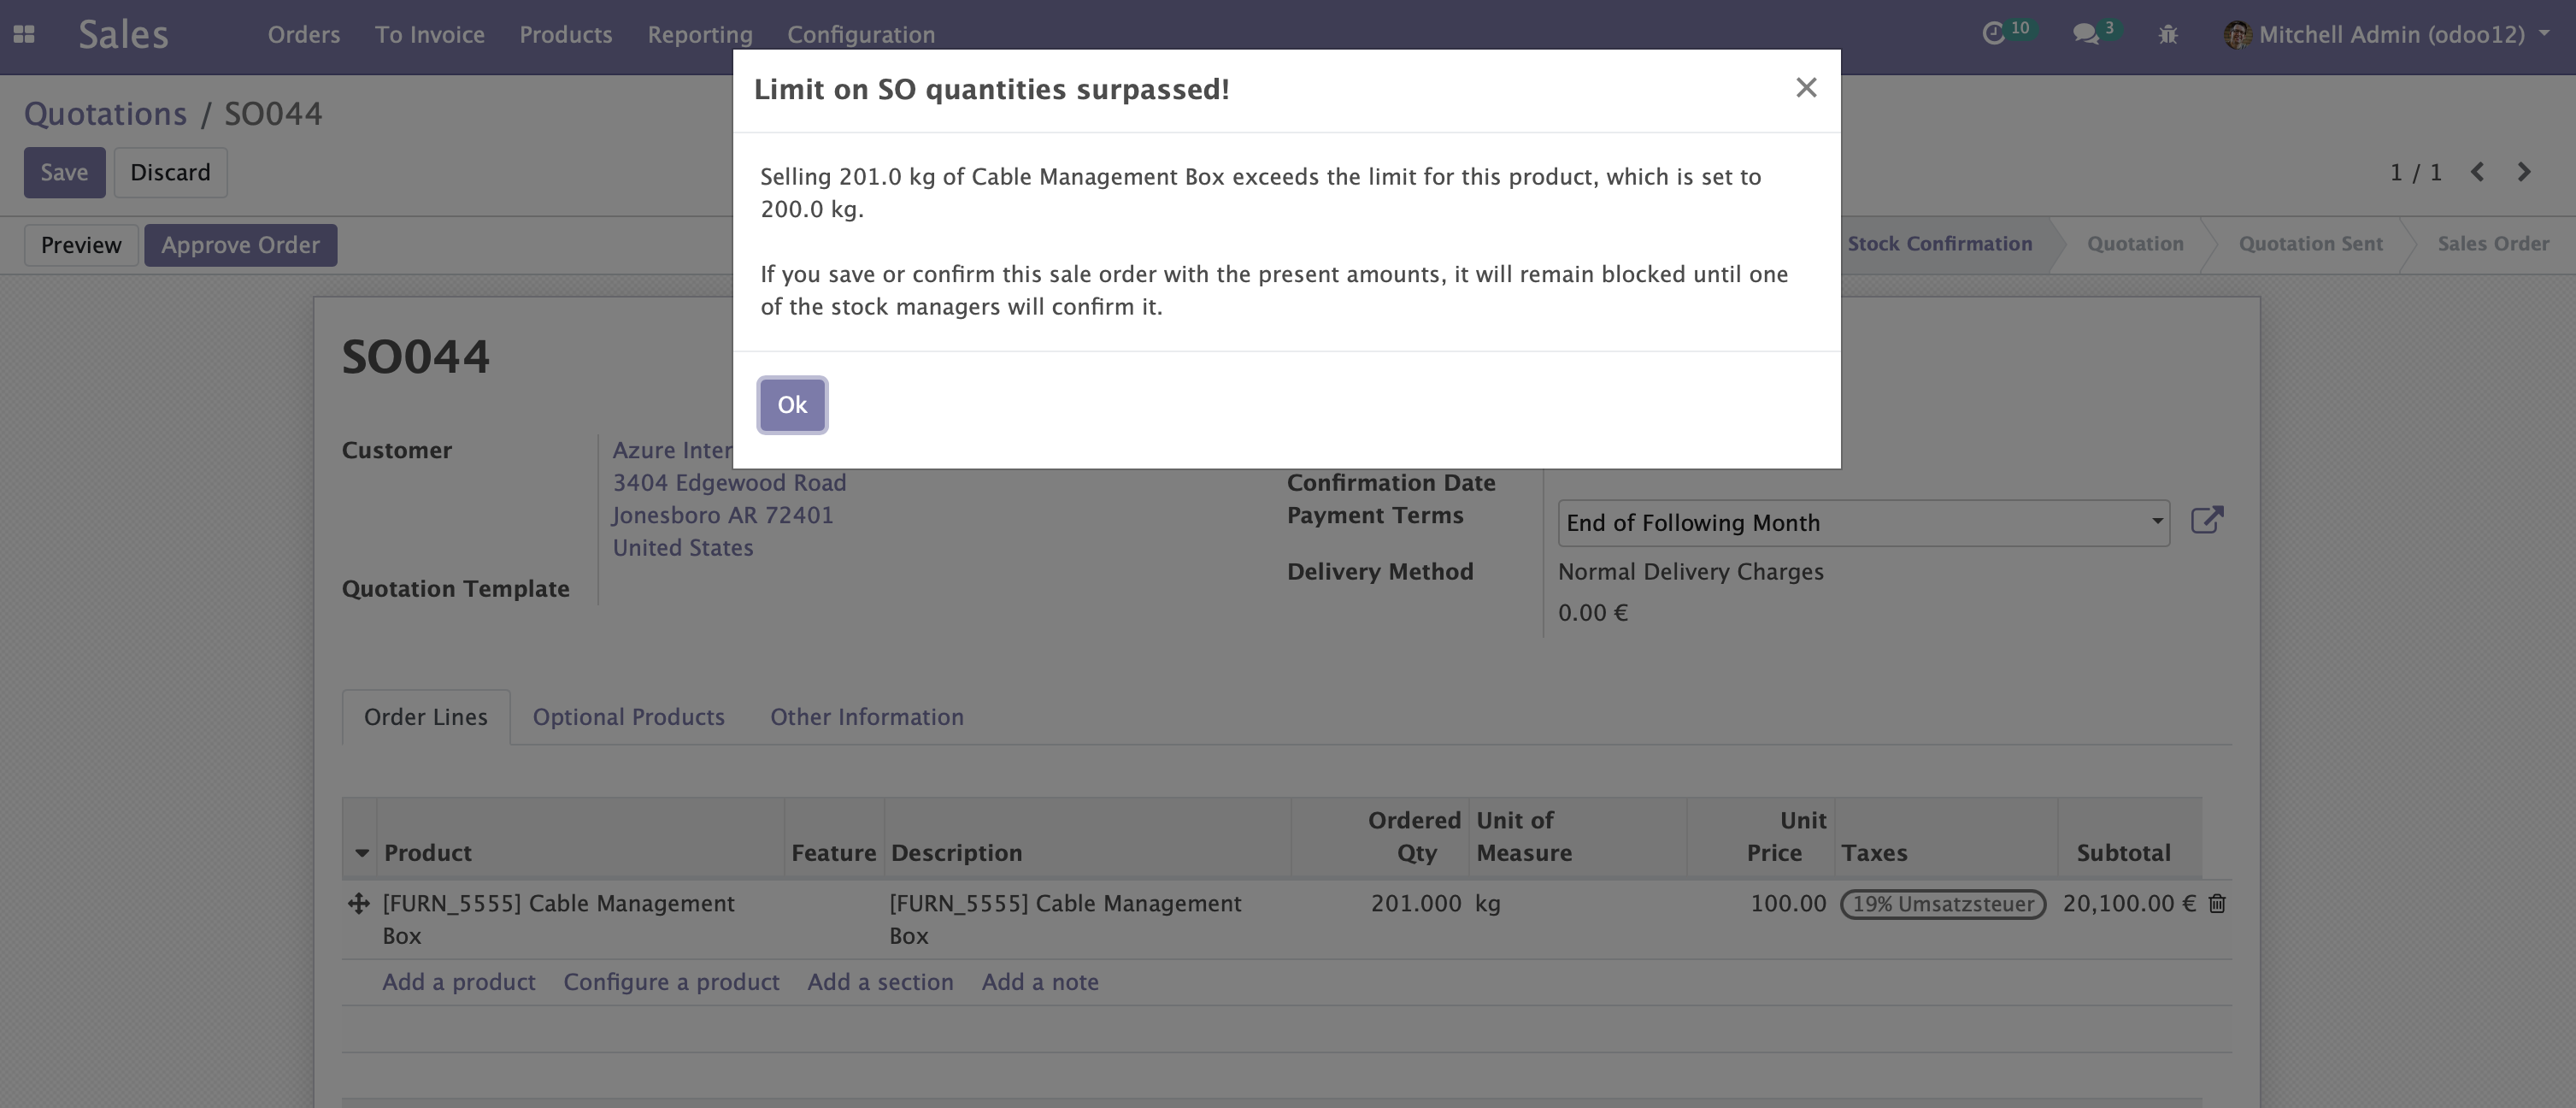 Sales Orders To Invoice Products Reporting Configuration 10 3 Mitchell Admin (odoo12)
Limit on SO quantities surpassed!
Quotations / SO044
Save Discard
1 / 1
Selling 201.0 kg of Cable Management Box exceeds the limit for this product, which is set to
200.0 kg.
Preview Approve Order
Stock Confirmation Quotation Quotation Sent Sales Order
If you save or confirm this sale order with the present amounts, it will remain blocked until one
of the stock managers will confirm it.
SO044
Ok
Customer
Azure Inter
3404 Edgewood Road
Jonesboro AR 72401
United States
Quotation Template
Confirmation Date
Payment Terms End of Following Month
Delivery Method Normal Delivery Charges
0.00 €
Order Lines Optional Products Other Information
Product Feature Description Ordered Qty Unit of Measure Unit Price Taxes Subtotal
[FURN_5555] Cable Management [FURN_5555] Cable Management 201.000 kg 100.00 19% Umsatzsteuer 20,100.00 €
Box Box
Add a product Configure a product Add a section Add a note